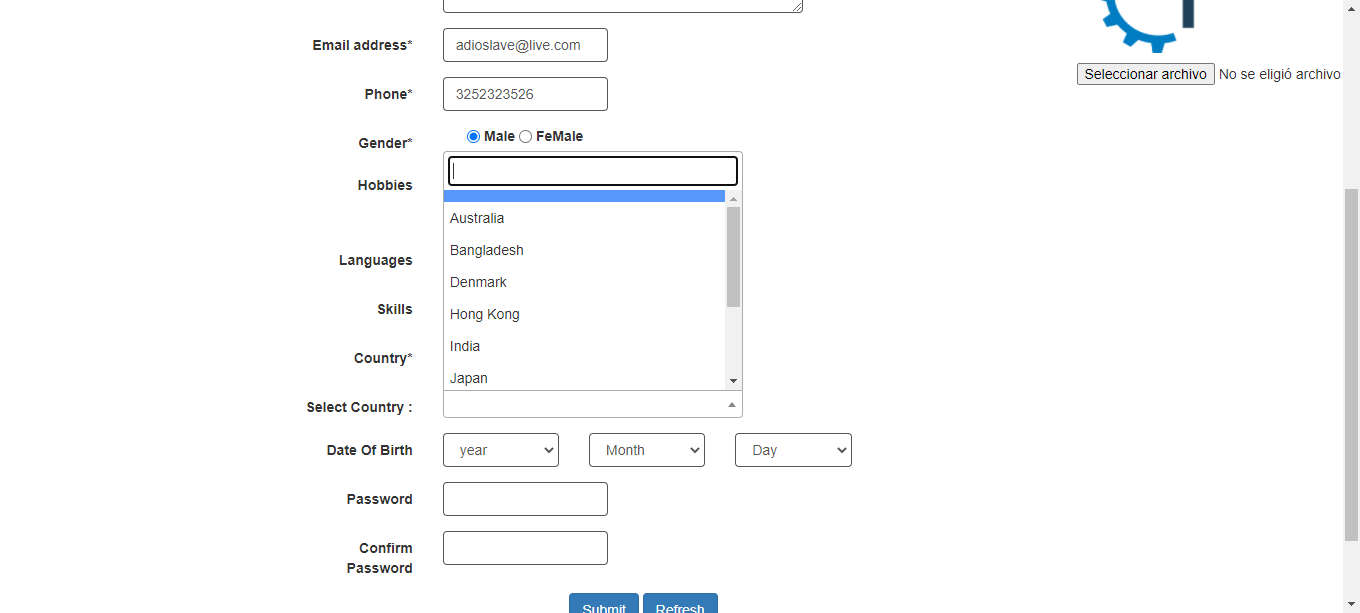 Email address* adioslave@live.com
Seleccionar archivo No se eligió archivo
Phone* 3252323526
Gender* Male FeMale
Hobbies
Australia
Bangladesh
Languages
Denmark
Skills
Hong Kong
India
Country*
Japan
Select Country :
Date Of Birth year Month Day
Password
Confirm
Password
Submit Refresh